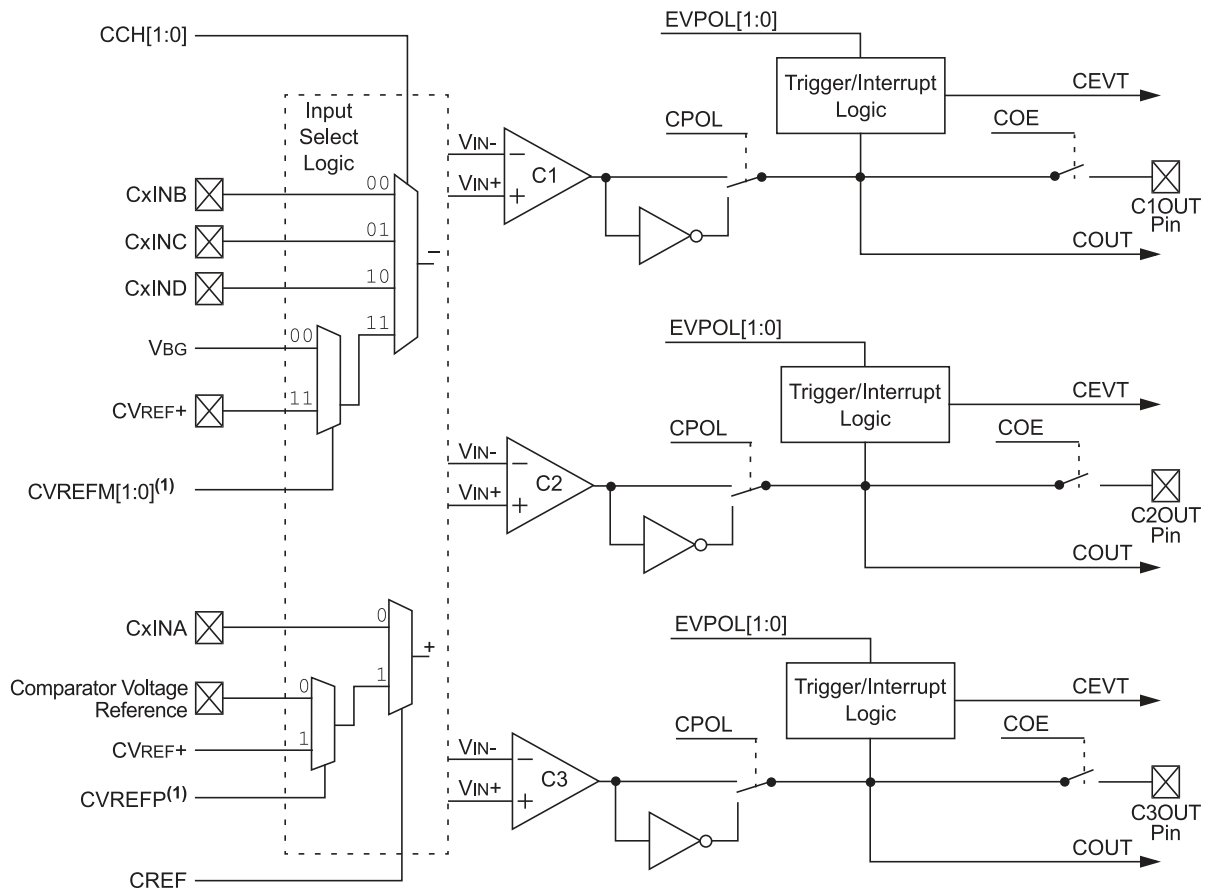 CCH[1:0]
Input
Select
Logic
CxINB
00
CxINC
01
CxIND
10
11
−
VBG
00
CVREF+
11
CVREFM[1:0](1)
CxINA
0
+
Comparator Voltage
Reference
0
1
CVREF+
1
CVREFP(1)
CREF
EVPOL[1:0]
Trigger/Interrupt
Logic
CEVT
CPOL
COE
VIN-
−
VIN+
+
C1
C1OUT
Pin
COUT
EVPOL[1:0]
Trigger/Interrupt
Logic
CEVT
CPOL
COE
VIN-
−
VIN+
+
C2
C2OUT
Pin
COUT
EVPOL[1:0]
Trigger/Interrupt
Logic
CEVT
CPOL
COE
VIN-
−
VIN+
+
C3
C3OUT
Pin
COUT